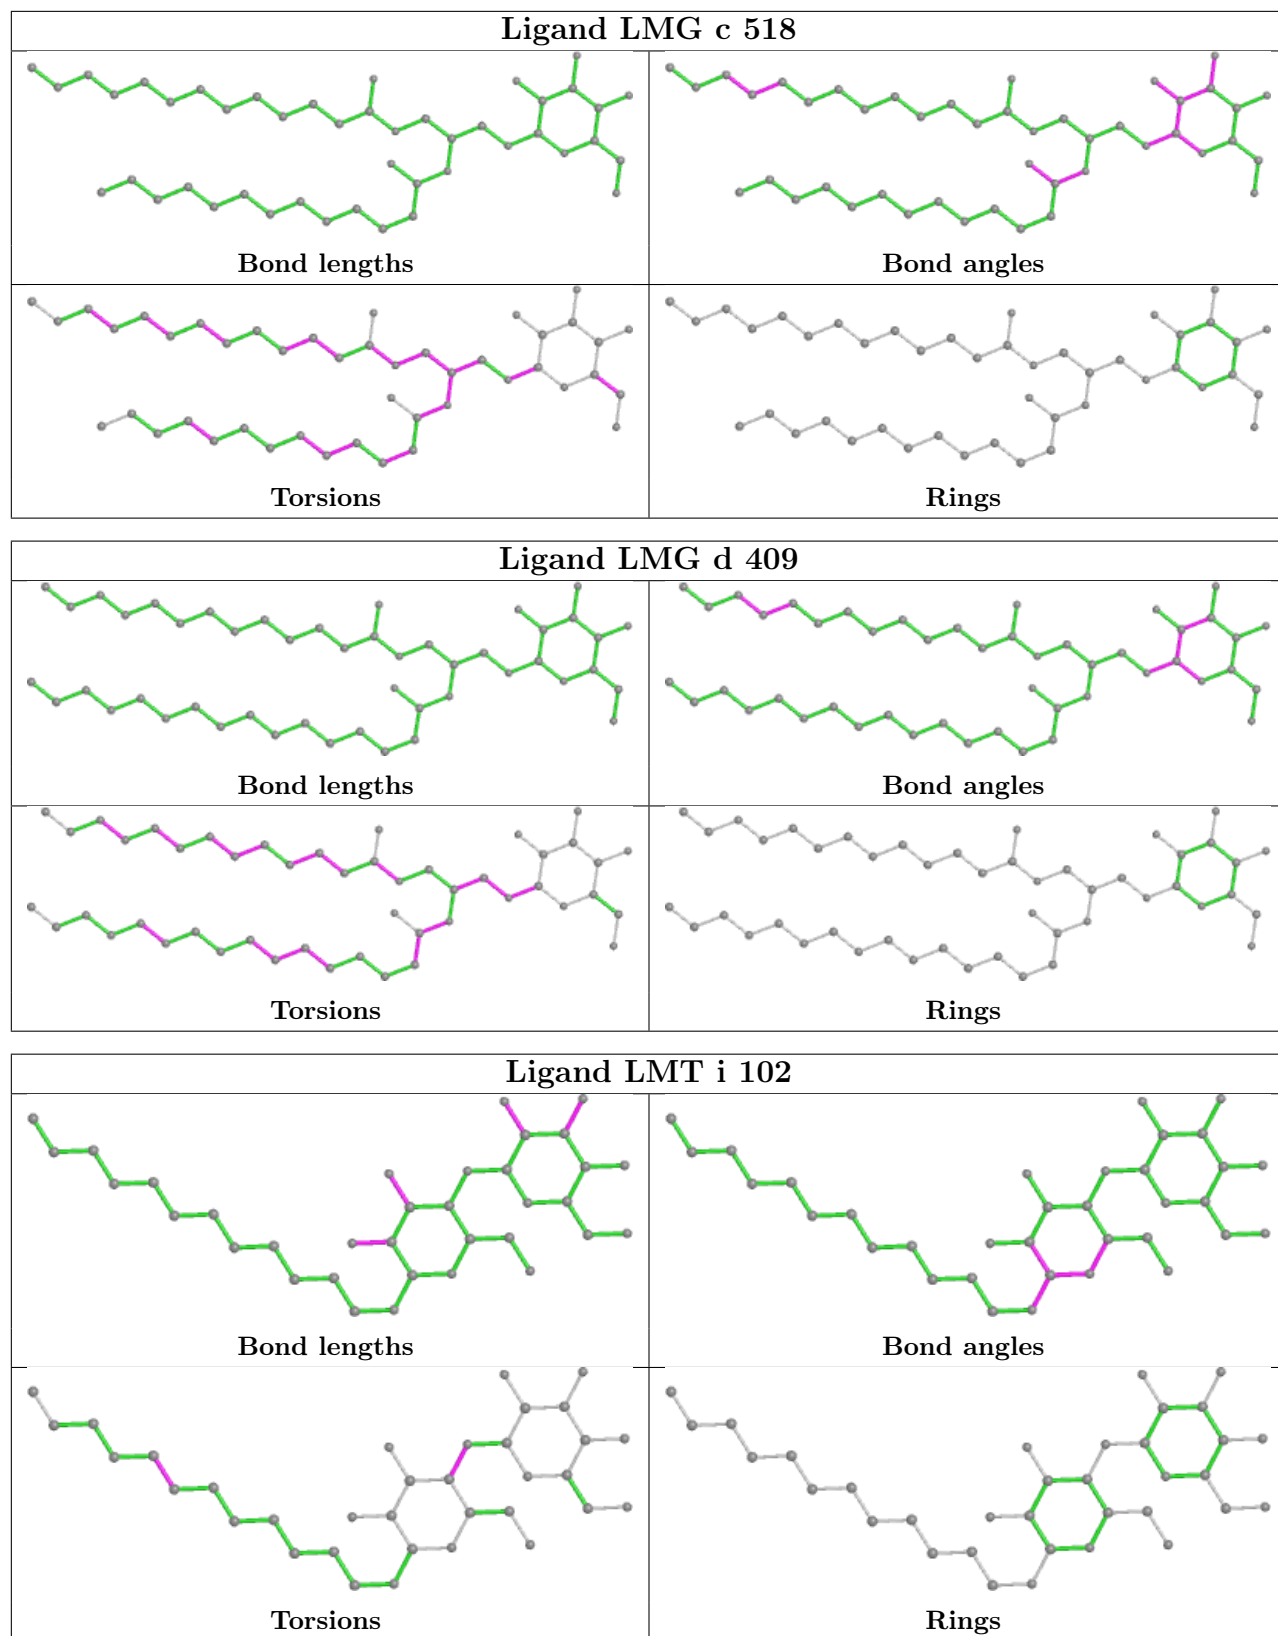 Ligand LMG c 518
Bond lengths
Bond angles
Torsions
Rings
Ligand LMG d 409
Bond lengths
Bond angles
Torsions
Rings
Ligand LMT i 102
Bond lengths
Bond angles
Torsions
Rings